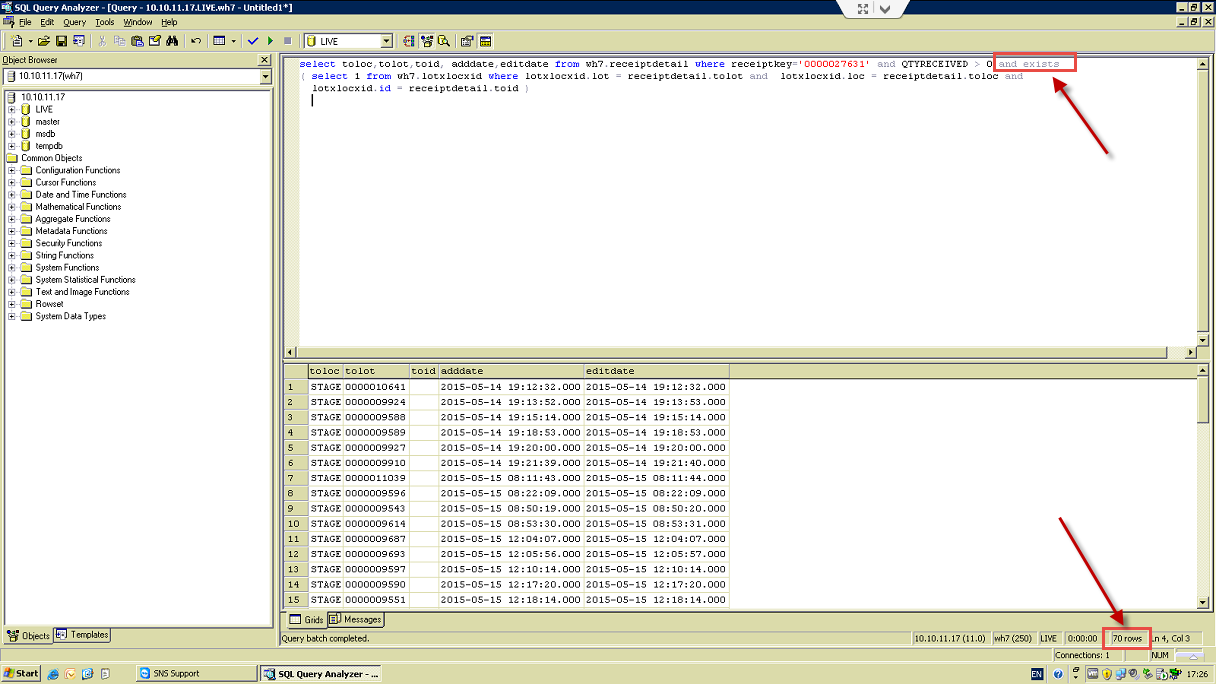 SQL Query Analyzer - [Query - 10.10.11.17.LIVE.wh7 - Untitled1*]
File Edit Query Tools Window Help
LIVE
Object Browser
10.10.11.17(wh7)
10.10.11.17
LIVE
master
msdb
tempdb
Common Objects
Configuration Functions
Cursor Functions
Date and Time Functions
Mathematical Functions
Aggregate Functions
Metadata Functions
Security Functions
String Functions
System Functions
System Statistical Functions
Text and Image Functions
Rowset
System Data Types
Objects Templates
select toloc,tolot,toid, adddate,editdate from wh7.receiptdetail where receiptkey='0000027631' and QTYRECEIVED > 0 and exists
( select 1 from wh7.lotxlocxid where lotxlocxid.lot = receiptdetail.tolot and lotxlocxid.loc = receiptdetail.toloc and
lotxlocxid.id = receiptdetail.toid )
toloc tolot toid adddate editdate
1 STAGE 0000010641 2015-05-14 19:12:32.000 2015-05-14 19:12:32.000
2 STAGE 0000009924 2015-05-14 19:13:52.000 2015-05-14 19:13:53.000
3 STAGE 0000009588 2015-05-14 19:15:14.000 2015-05-14 19:15:14.000
4 STAGE 0000009589 2015-05-14 19:18:53.000 2015-05-14 19:18:53.000
5 STAGE 0000009927 2015-05-14 19:20:00.000 2015-05-14 19:20:00.000
6 STAGE 0000009910 2015-05-14 19:21:39.000 2015-05-14 19:21:40.000
7 STAGE 0000011039 2015-05-15 08:11:43.000 2015-05-15 08:11:44.000
8 STAGE 0000009596 2015-05-15 08:22:09.000 2015-05-15 08:22:09.000
9 STAGE 0000009543 2015-05-15 08:50:19.000 2015-05-15 08:50:20.000
10 STAGE 0000009614 2015-05-15 08:53:30.000 2015-05-15 08:53:31.000
11 STAGE 0000009687 2015-05-15 12:04:07.000 2015-05-15 12:04:07.000
12 STAGE 0000009693 2015-05-15 12:05:56.000 2015-05-15 12:05:57.000
13 STAGE 0000009597 2015-05-15 12:10:14.000 2015-05-15 12:10:14.000
14 STAGE 0000009590 2015-05-15 12:17:20.000 2015-05-15 12:17:20.000
15 STAGE 0000009551 2015-05-15 12:18:14.000 2015-05-15 12:18:14.000
Grids Messages
Query batch completed. 10.10.11.17 (11.0) wh7 (250) LIVE 0:00:00 70 rows Ln 4, Col 3
Connections: 1 NUM
Start SNS Support SQL Query Analyzer - ... EN 17:26